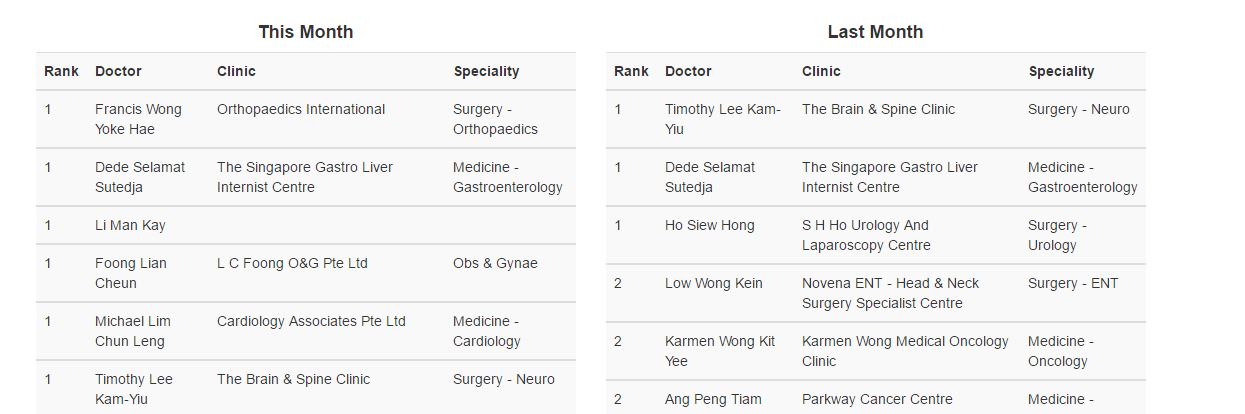 This Month
Rank Doctor Clinic Speciality
1 Francis Wong Orthopaedics International Surgery -
Yoke Hae Orthopaedics
1 Dede Selamat The Singapore Gastro Liver Medicine -
Sutedja Internist Centre Gastroenterology
1 Li Man Kay
1 Foong Lian L C Foong O&G Pte Ltd Obs & Gynae
Cheun
1 Michael Lim Cardiology Associates Pte Ltd Medicine -
Chun Leng Cardiology
1 Timothy Lee The Brain & Spine Clinic Surgery - Neuro
Kam-Yiu
Last Month
Rank Doctor Clinic Speciality
1 Timothy Lee Kam- The Brain & Spine Clinic Surgery - Neuro
Yiu
1 Dede Selamat The Singapore Gastro Liver Medicine -
Sutedja Internist Centre Gastroenterology
1 Ho Siew Hong S H Ho Urology And Surgery -
Laparoscopy Centre Urology
2 Low Wong Kein Novena ENT - Head & Neck Surgery - ENT
Surgery Specialist Centre
2 Karmen Wong Kit Karmen Wong Medical Oncology Medicine -
Yee Clinic Oncology
2 Ang Peng Tiam Parkway Cancer Centre Medicine -